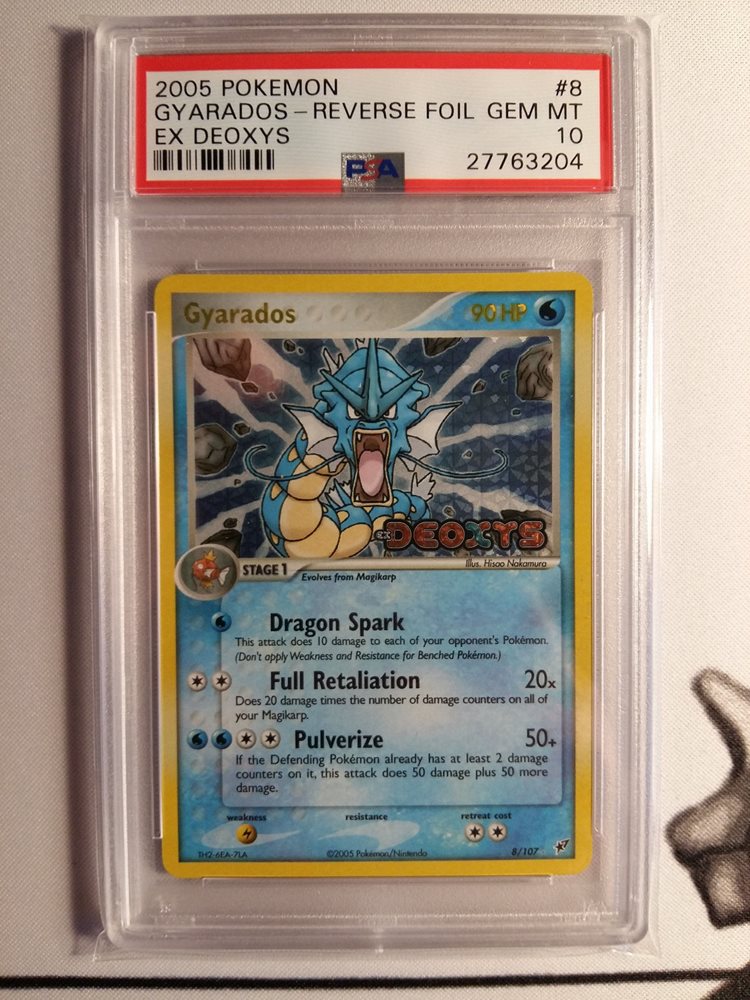 2005 POKEMON #8
GYARADOS – REVERSE FOIL GEM MT
EX DEOXYS 10
PSA 27763204
Gyarados 90 HP
EX DEOXYS
Illus. Hisao Nakamura
STAGE 1
Evolves from Magikarp
Dragon Spark
This attack does 10 damage to each of your opponent's Pokémon.
(Don't apply Weakness and Resistance for Benched Pokémon.)
Full Retaliation 20x
Does 20 damage times the number of damage counters on all of
your Magikarp.
Pulverize 50+
If the Defending Pokémon already has at least 2 damage
counters on it, this attack does 50 damage plus 50 more
damage.
weakness resistance retreat cost
TH2-6EA-7LA ©2005 Pokémon/Nintendo 8/107